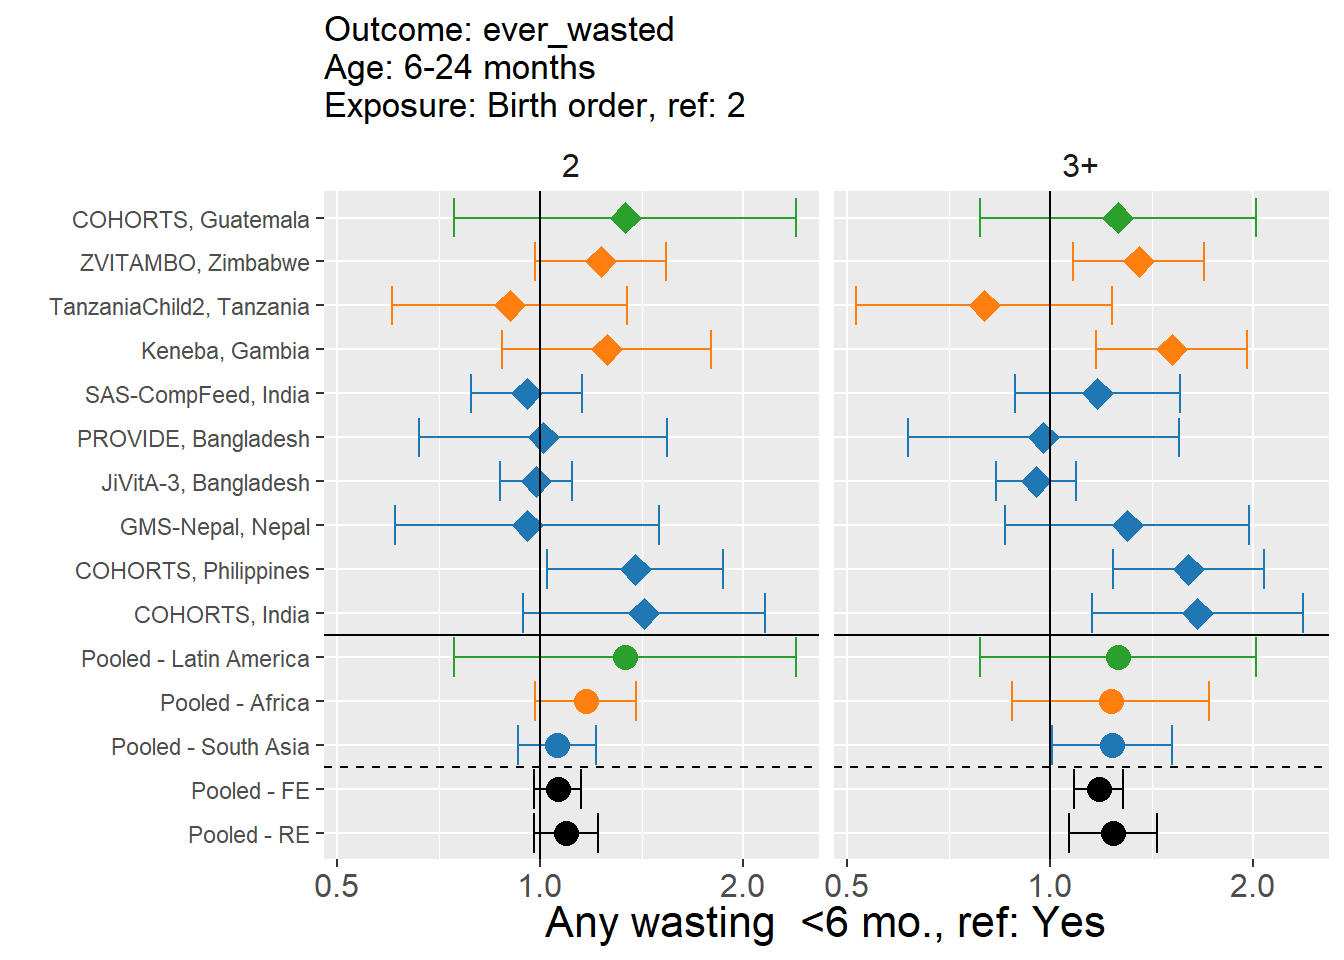 Outcome: ever_wasted
Age: 6-24 months
Exposure: Birth order, ref: 2
2
3+
COHORTS, Guatemala
ZVITAMBO, Zimbabwe
TanzaniaChild2, Tanzania
Keneba, Gambia
SAS-CompFeed, India
PROVIDE, Bangladesh
JiVitA-3, Bangladesh
GMS-Nepal, Nepal
COHORTS, Philippines
COHORTS, India
Pooled - Latin America
Pooled - Africa
Pooled - South Asia
Pooled - FE
Pooled - RE
0.5 1.0 2.0 0.5 1.0 2.0
Any wasting  <6 mo., ref: Yes